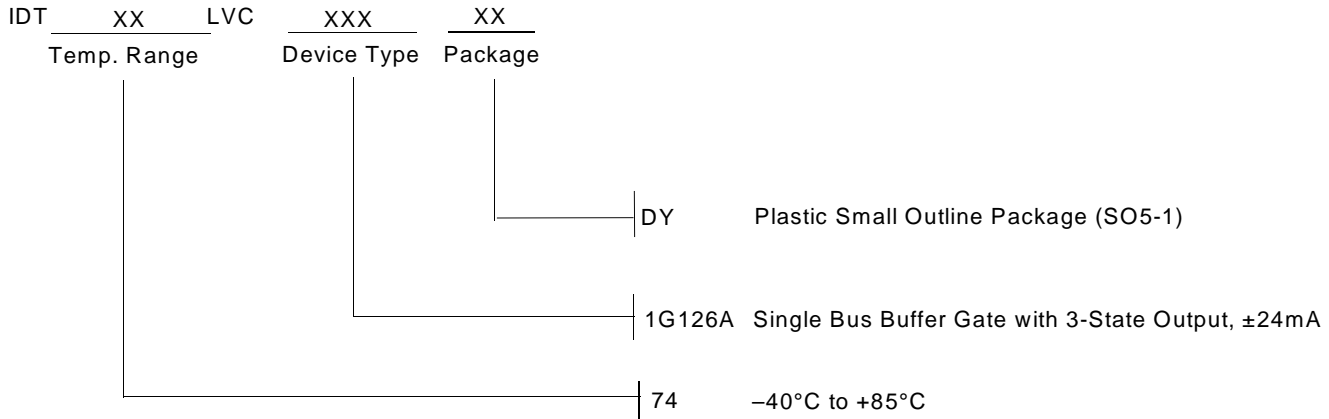 IDT XX LVC XXX XX
Temp. Range Device Type Package
DY Plastic Small Outline Package (SO5-1)
1G126A Single Bus Buffer Gate with 3-State Output, ±24mA
74 –40°C to +85°C